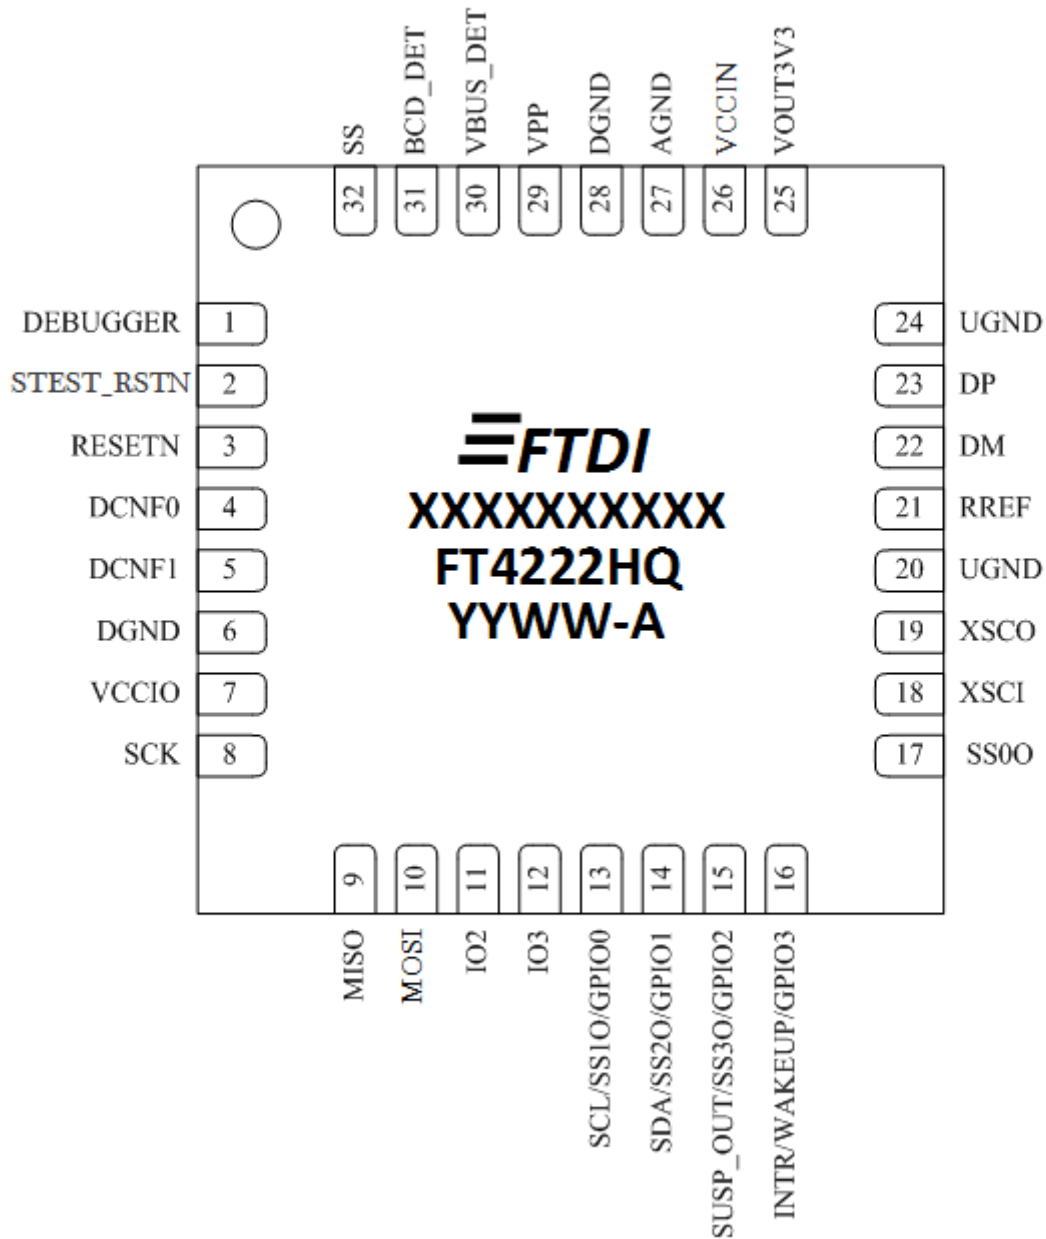 SS
BCD_DET
VBUS_DET
VPP
DGND
AGND
VCCIN
VOUT3V3
32
31
30
29
28
27
26
25
DEBUGGER 1
STEST_RSTN 2
RESETN 3
DCNF0 4
DCNF1 5
DGND 6
VCCIO 7
SCK 8
FTDI
XXXXXXXXXX
FT4222HQ
YYWW-A
24 UGND
23 DP
22 DM
21 RREF
20 UGND
19 XSCO
18 XSCI
17 SS0O
9
10
11
12
13
14
15
16
MISO
MOSI
IO2
IO3
SCL/SS1O/GPIO0
SDA/SS2O/GPIO1
SUSP_OUT/SS3O/GPIO2
INTR/WAKEUP/GPIO3